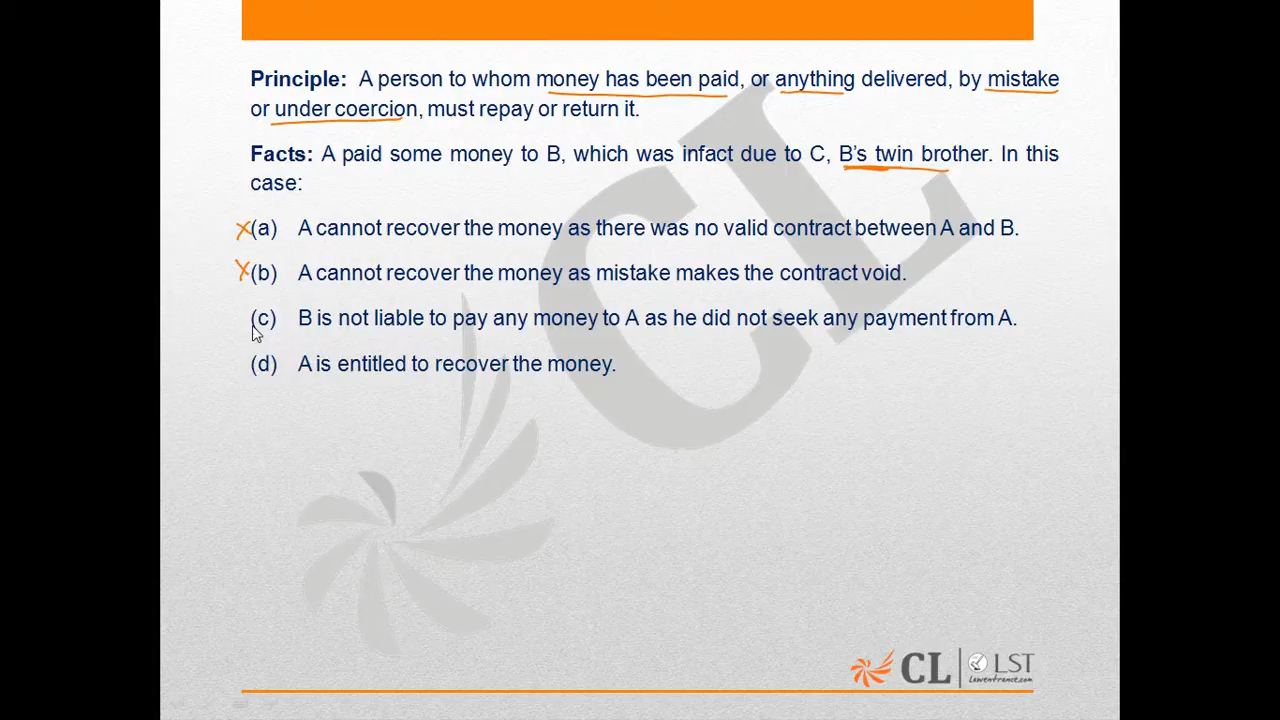 Principle: A person to whom money has been paid, or anything delivered, by mistake
or under coercion, must repay or return it.
Facts: A paid some money to B, which was infact due to C, B's twin brother. In this
case:
(a) A cannot recover the money as there was no valid contract between A and B.
(b) A cannot recover the money as mistake makes the contract void.
(c) B is not liable to pay any money to A as he did not seek any payment from A.
(d) A is entitled to recover the money.
CL
CL LST
Lawentrance.com